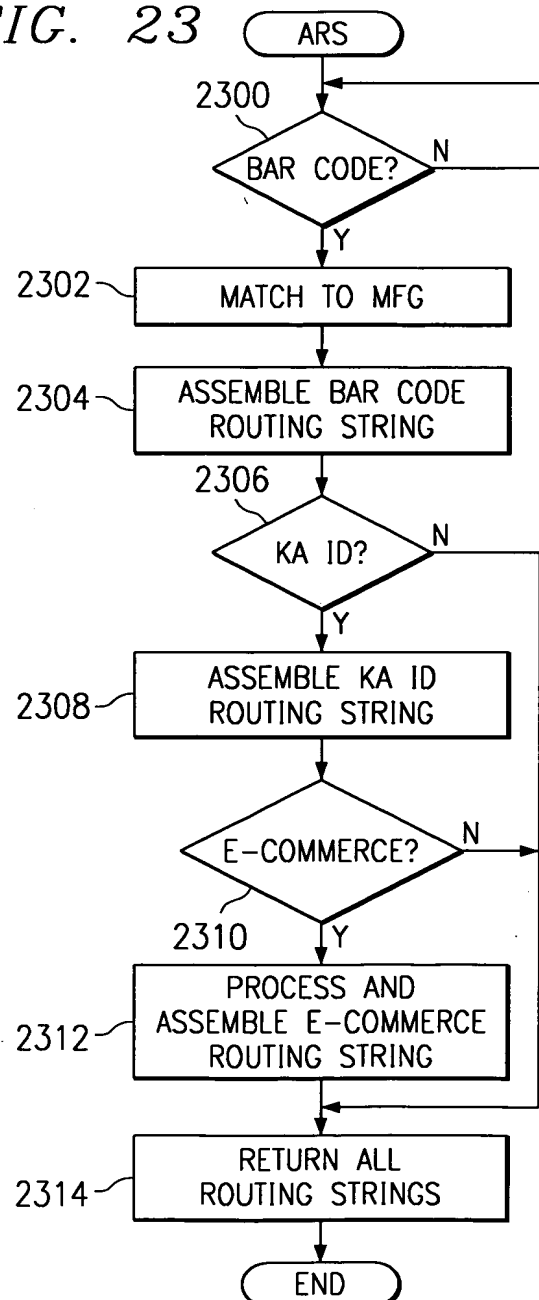 FIG. 23
ARS
2300
BAR CODE?
N
Y
2302
MATCH TO MFG
2304
ASSEMBLE BAR CODE
ROUTING STRING
2306
KA ID?
N
Y
2308
ASSEMBLE KA ID
ROUTING STRING
E-COMMERCE?
N
2310
Y
2312
PROCESS AND
ASSEMBLE E-COMMERCE
ROUTING STRING
2314
RETURN ALL
ROUTING STRINGS
END